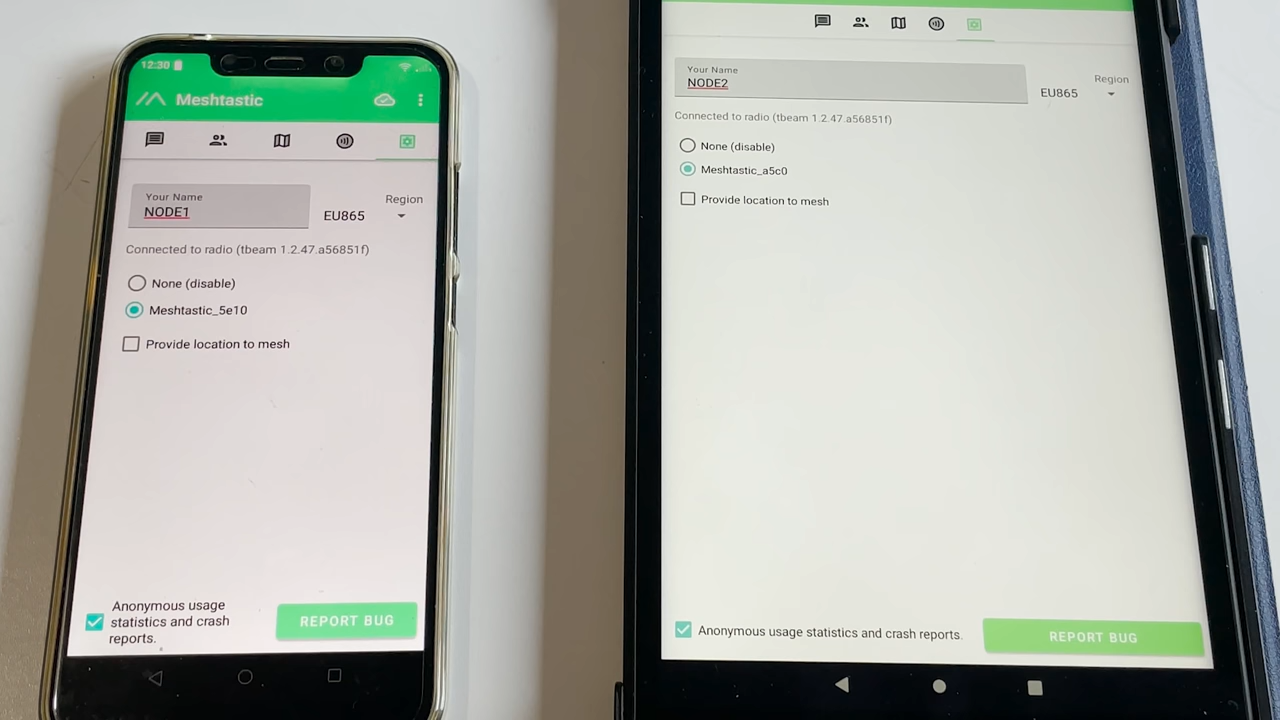 12:30
Meshtastic
Your Name
NODE1
EU865
Region
Connected to radio (tbeam 1.2.47.a56851f)
None (disable)
Meshtastic_5e10
Provide location to mesh
Anonymous usage
statistics and crash
reports.
REPORT BUG
Your Name
NODE2
EU865
Region
Connected to radio (tbeam 1.2.47.a56851f)
None (disable)
Meshtastic_a5c0
Provide location to mesh
Anonymous usage statistics and crash reports.
REPORT BUG